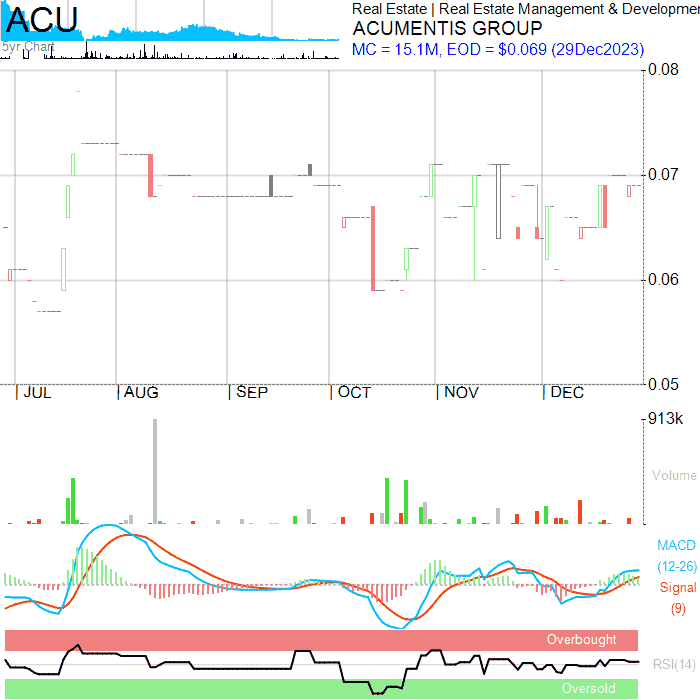 ACU
5yr Chart
Real Estate | Real Estate Management & Developmen
ACUMENTIS GROUP
MC = 15.1M, EOD = $0.069 (29Dec2023)
0.08
0.07
0.06
0.05
JUL
AUG
SEP
OCT
NOV
DEC
913k
Volume
MACD
(12-26)
Signal
(9)
Overbought
RSI(14)
Oversold